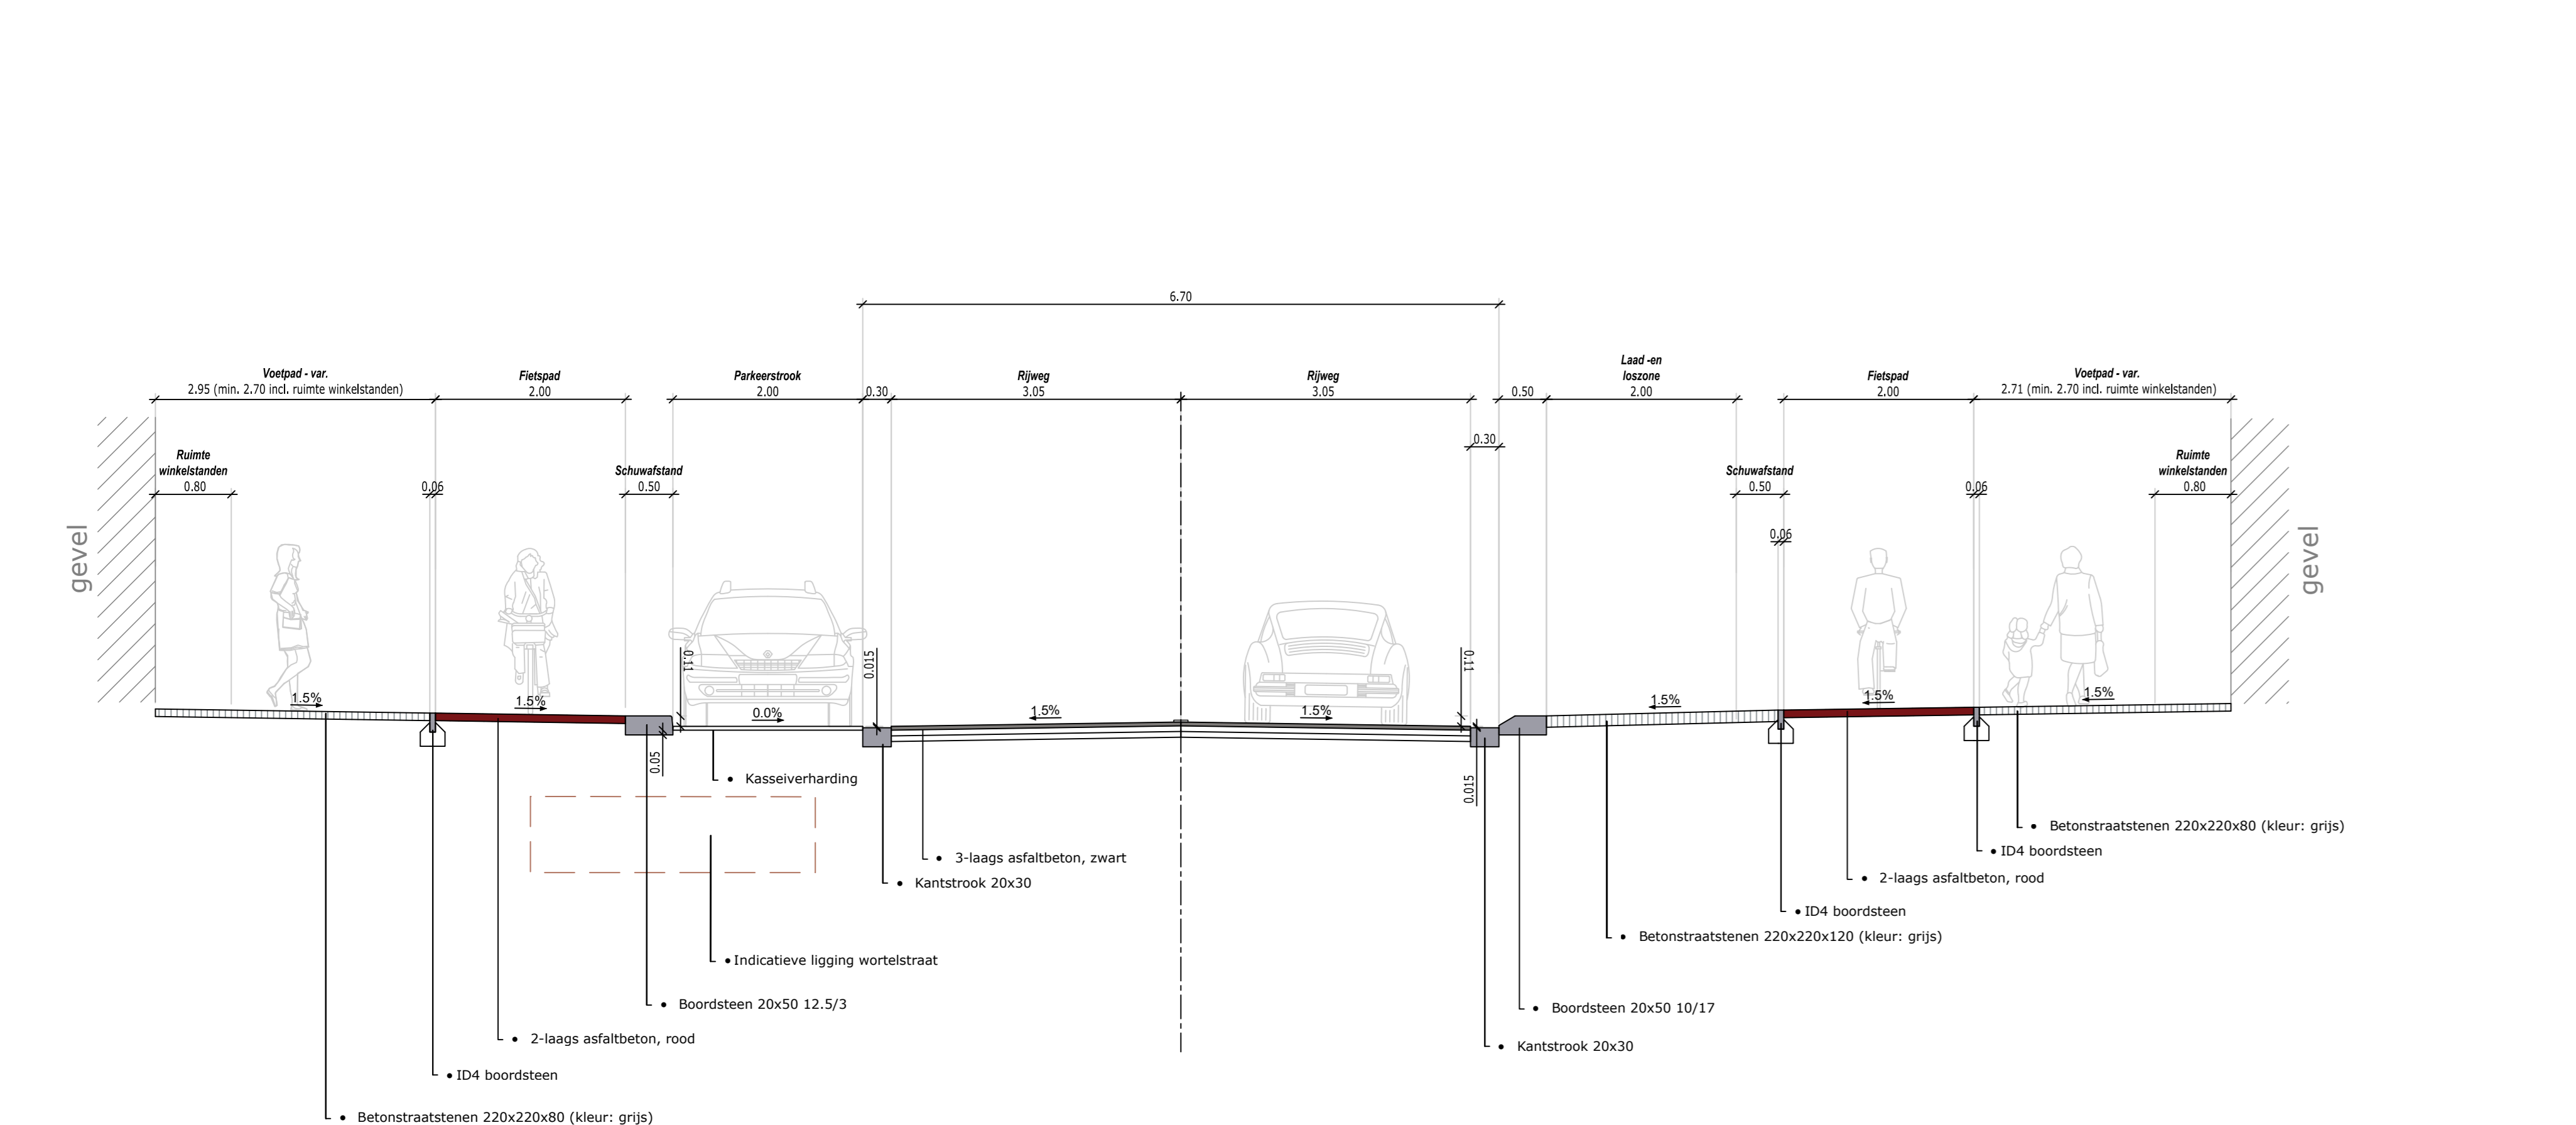 6.70
Voetpad - var.
2.95 (min. 2.70 incl. ruimte winkelstanden)
Fietspad
2.00
Parkeerstrook
2.00
0.30
Rijweg
3.05
Rijweg
3.05
0.50
Laad -en
loszone
2.00
Fietspad
2.00
Voetpad - var.
2.71 (min. 2.70 incl. ruimte winkelstanden)
0.30
Ruimte
winkelstanden
0.80
0.06
Schuwafstand
0.50
Schuwafstand
0.50
0.06
Ruimte
winkelstanden
0.80
0.06
gevel
gevel
0.11
0.015
0.11
1.5%
1.5%
0.0%
1.5%
1.5%
1.5%
1.5%
1.5%
0.05
0.015
• Kasseiverharding
• Betonstraatstenen 220x220x80 (kleur: grijs)
• ID4 boordsteen
• 3-laags asfaltbeton, zwart
• Kantstrook 20x30
• 2-laags asfaltbeton, rood
• ID4 boordsteen
• Betonstraatstenen 220x220x120 (kleur: grijs)
• Indicatieve ligging wortelstraat
• Boordsteen 20x50 12.5/3
• Boordsteen 20x50 10/17
• 2-laags asfaltbeton, rood
• Kantstrook 20x30
• ID4 boordsteen
• Betonstraatstenen 220x220x80 (kleur: grijs)